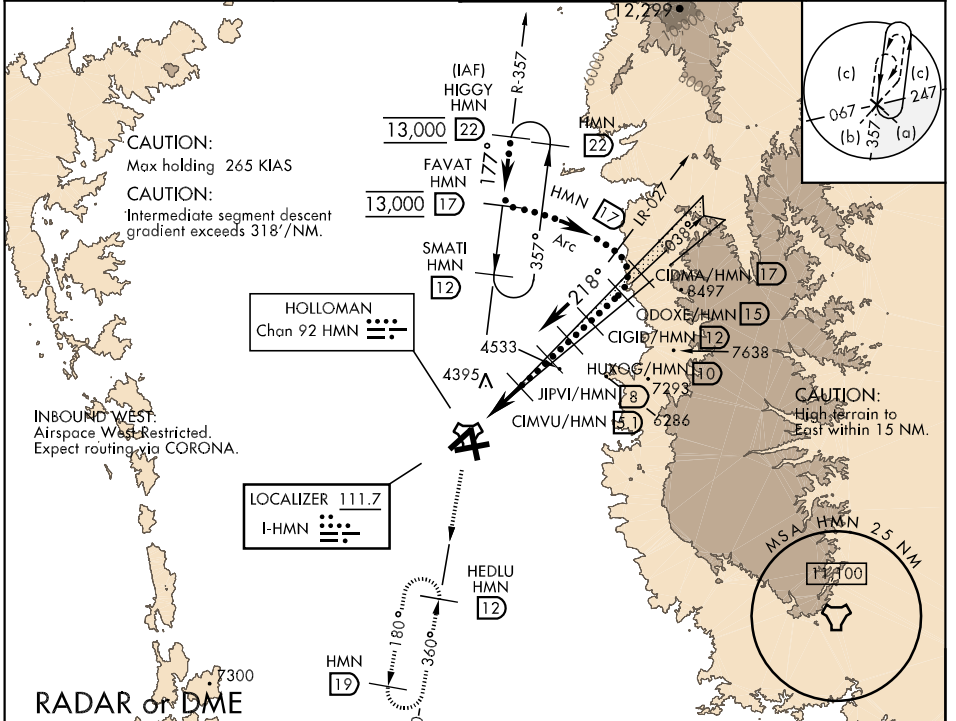 12,299
10,000
6000
8000
R-357
(IAF)
HIGGY
HMN
13,000 22
HMN
22
177°
FAVAT
HMN
13,000 17
CAUTION:
Max holding 265 KIAS
CAUTION:
Intermediate segment descent
gradient exceeds 318'/NM.
(c)
(c)
067
247
(b)
357
(a)
HMN 17
Arc
LR-027
038°
SMATI
HMN
12
357°
218°
CIDMA/HMN 17
8497
ODOXE/HMN 15
CIGID/HMN 12
7638
HUXOG/HMN 10
HOLLOMAN
Chan 92 HMN
4533
4395
JIPVI/HMN 8
7293
CIMVU/HMN 5.1
6286
CAUTION:
High terrain to
East within 15 NM.
INBOUND WEST:
Airspace West Restricted.
Expect routing via CORONA.
LOCALIZER 111.7
I-HMN
MSA HMN 25 NM
11,100
HEDLU
HMN
12
180°
360°
HMN
19
7300
RADAR or DME